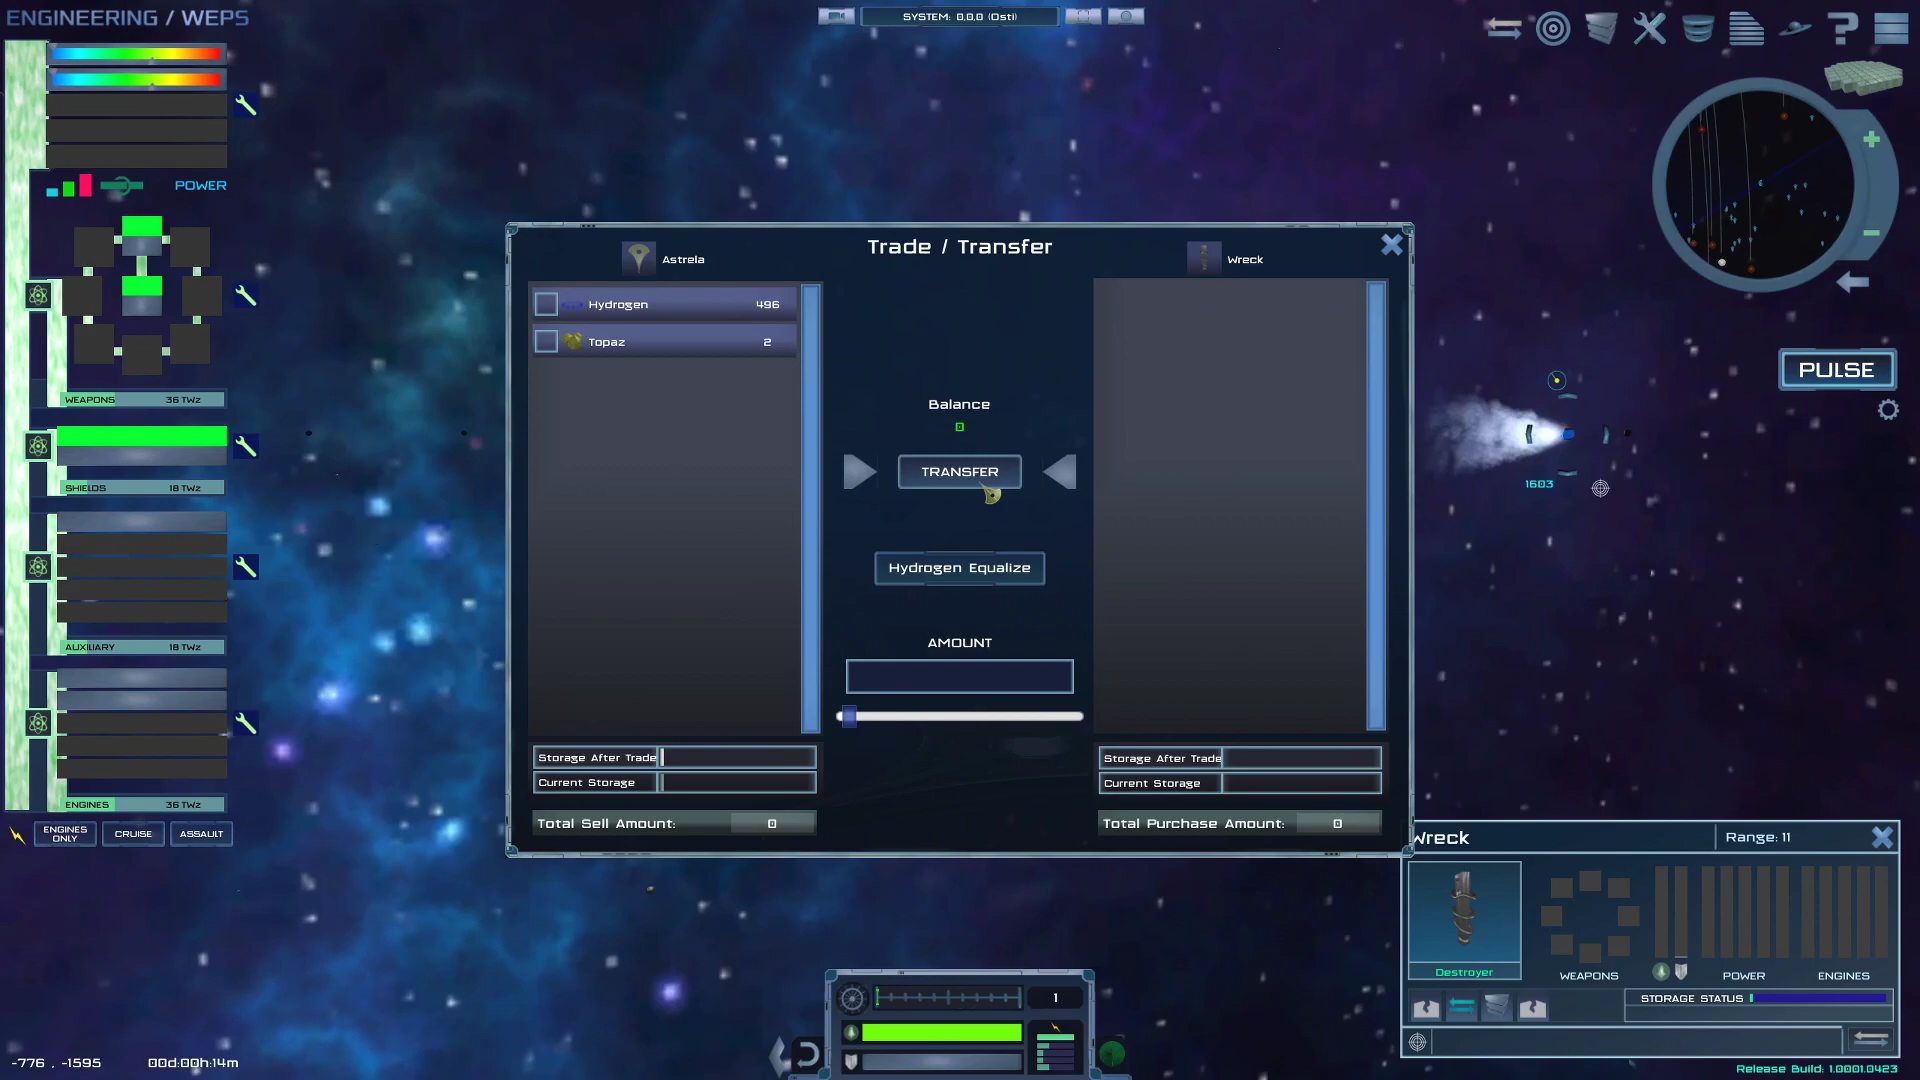 ENGINEERING / WEPS
SYSTEM: 0.0.0 (Osti)
POWER
WEAPONS 36 TWz
SHIELDS 18 TWz
AUXILIARY 18 TWz
ENGINES 36 TWz
ENGINES ONLY
CRUISE
ASSAULT
-776 , -1595
00d:00h:14m
Trade / Transfer
Astrela
Wreck
Hydrogen 496
Topaz 2
Balance
0
TRANSFER
Hydrogen Equalize
AMOUNT
Storage After Trade
Current Storage
Total Sell Amount: 0
Storage After Trade
Current Storage
Total Purchase Amount: 0
PULSE
1603
Wreck
Range: 11
Destroyer
WEAPONS
POWER
ENGINES
STORAGE STATUS
1
Release Build: 1.0001.0423